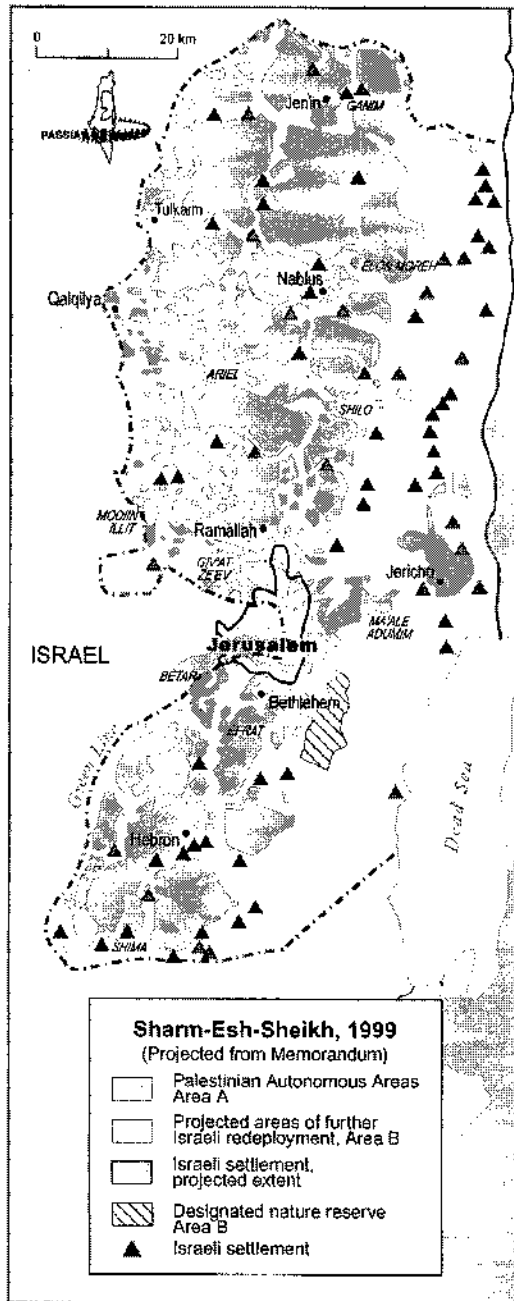 0 20 km
PASSIA
Jenin
GANIM
Tulkarm
Nablus
ELON MOREH
Qalqilya
ARIEL
SHILO
MODIIN
ILLIT
Ramallah
GIVAT
ZE'EV
Jericho
Jerusalem
MA'ALE
ADUMIM
ISRAEL
BETAR
Bethlehem
EFRAT
Green Line
Dead Sea
Hebron
SHIMA
Sharm-Esh-Sheikh, 1999
(Projected from Memorandum)
Palestinian Autonomous Areas
Area A
Projected areas of further
Israeli redeployment, Area B
Israeli settlement,
projected extent
Designated nature reserve
Area B
Israeli settlement